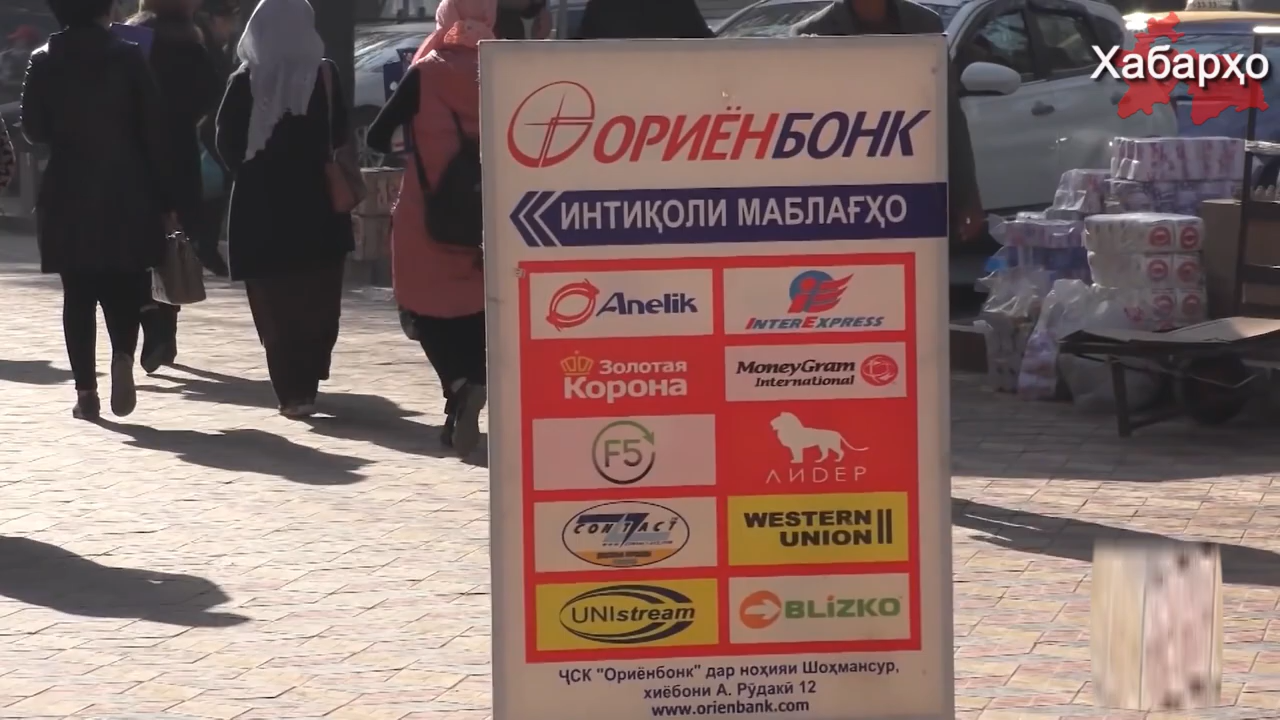 Хабарҳо
ОРИЁНБОНК
ИНТИҚОЛИ МАБЛАҒҲО
Anelik
INTEREXPRESS
Золотая
Корона
MoneyGram
International
F5
ЛИДЕР
CONTACT
WESTERN
UNION
UNIstream
BLIZKO
ҶСК "Ориёнбонк" дар ноҳияи Шоҳмансур,
хиёбони А. Рӯдакӣ 12
www.orienbank.com